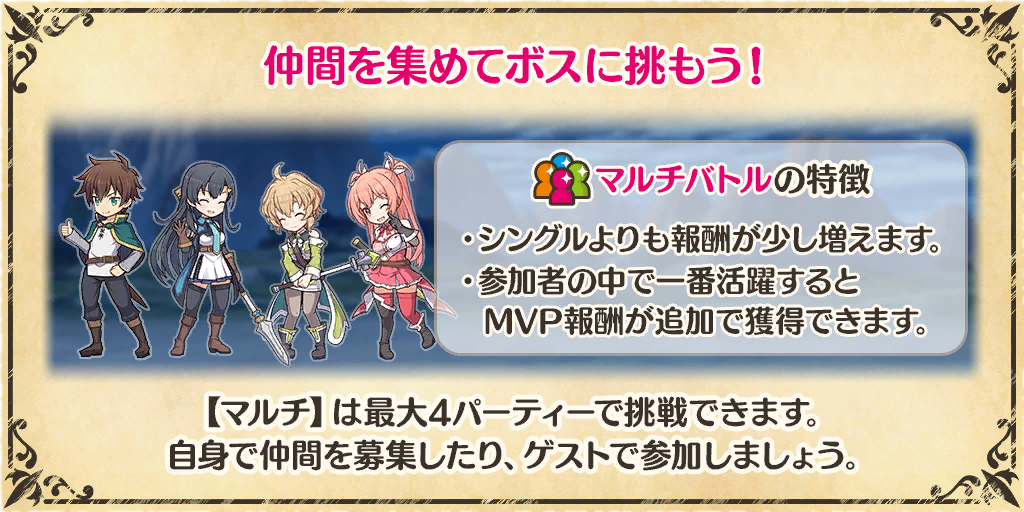 仲間を集めてボスに挑もう！
マルチバトルの特徴
・シングルよりも報酬が少し増えます。
・参加者の中で一番活躍すると
MVP報酬が追加で獲得できます。
【マルチ】は最大4パーティーで挑戦できます。
自身で仲間を募集したり、ゲストで参加しましょう。